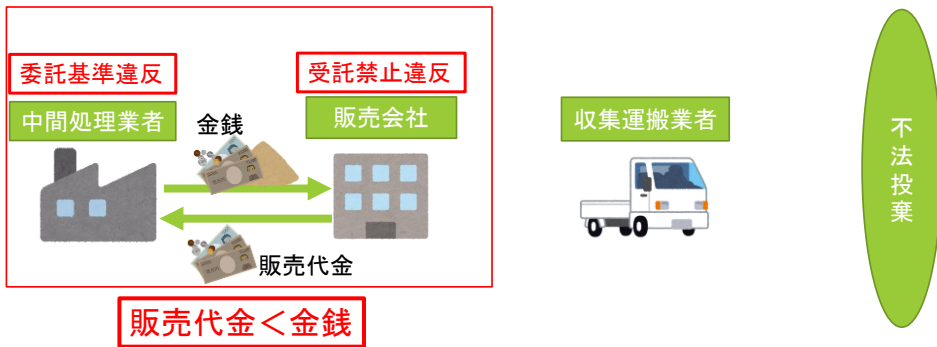 委託基準違反
受託禁止違反
中間処理業者
販売会社
収集運搬業者
金銭
販売代金
販売代金＜金銭
不法投棄